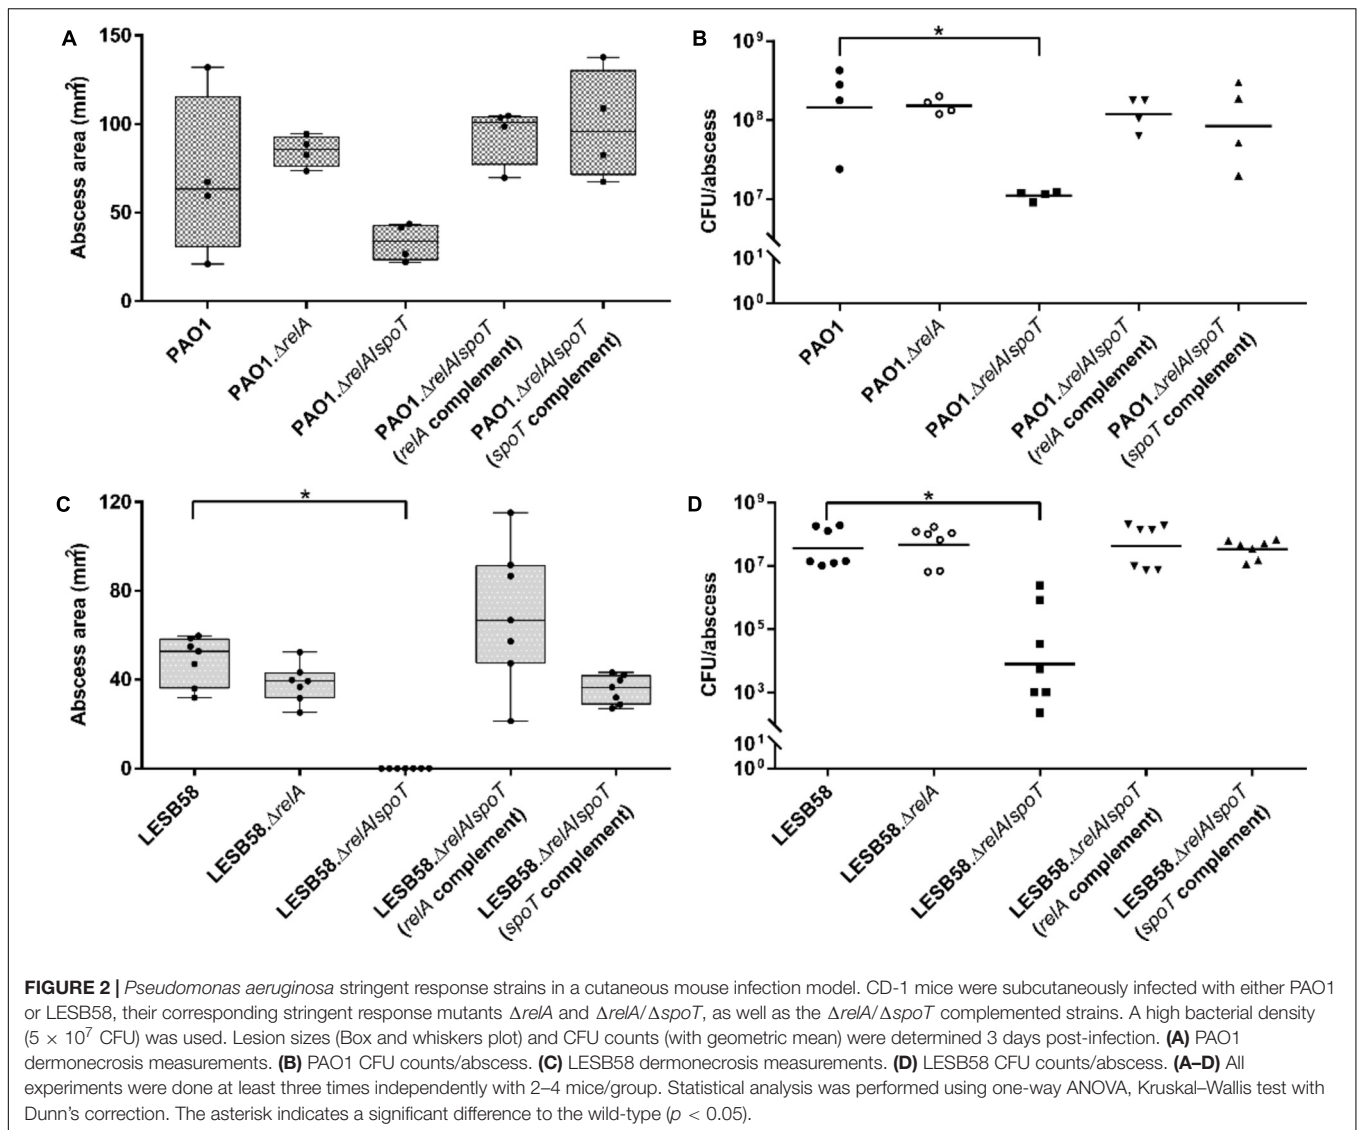 A
Abscess area (mm²)
150
100
50
0
PAO1
PAO1.ΔrelA
PAO1.ΔrelA/spoT
PAO1.ΔrelA/spoT
(relA complement)
PAO1.ΔrelA/spoT
(spoT complement)
B
CFU/abscess
10⁹
10⁸
10⁷
10¹
10⁰
*
PAO1
PAO1.ΔrelA
PAO1.ΔrelA/spoT
PAO1.ΔrelA/spoT
(relA complement)
PAO1.ΔrelA/spoT
(spoT complement)
C
Abscess area (mm²)
120
80
40
0
*
LESB58
LESB58.ΔrelA
LESB58.ΔrelA/spoT
LESB58.ΔrelA/spoT
(relA complement)
LESB58.ΔrelA/spoT
(spoT complement)
D
CFU/abscess
10⁹
10⁷
10⁵
10³
10¹
10⁰
*
LESB58
LESB58.ΔrelA
LESB58.ΔrelA/spoT
LESB58.ΔrelA/spoT
(relA complement)
LESB58.ΔrelA/spoT
(spoT complement)
FIGURE 2 | Pseudomonas aeruginosa stringent response strains in a cutaneous mouse infection model. CD-1 mice were subcutaneously infected with either PAO1
or LESB58, their corresponding stringent response mutants ΔrelA and ΔrelA/ΔspoT, as well as the ΔrelA/ΔspoT complemented strains. A high bacterial density
(5 × 10⁷ CFU) was used. Lesion sizes (Box and whiskers plot) and CFU counts (with geometric mean) were determined 3 days post-infection. (A) PAO1
dermonecrosis measurements. (B) PAO1 CFU counts/abscess. (C) LESB58 dermonecrosis measurements. (D) LESB58 CFU counts/abscess. (A–D) All
experiments were done at least three times independently with 2–4 mice/group. Statistical analysis was performed using one-way ANOVA, Kruskal–Wallis test with
Dunn's correction. The asterisk indicates a significant difference to the wild-type (p < 0.05).